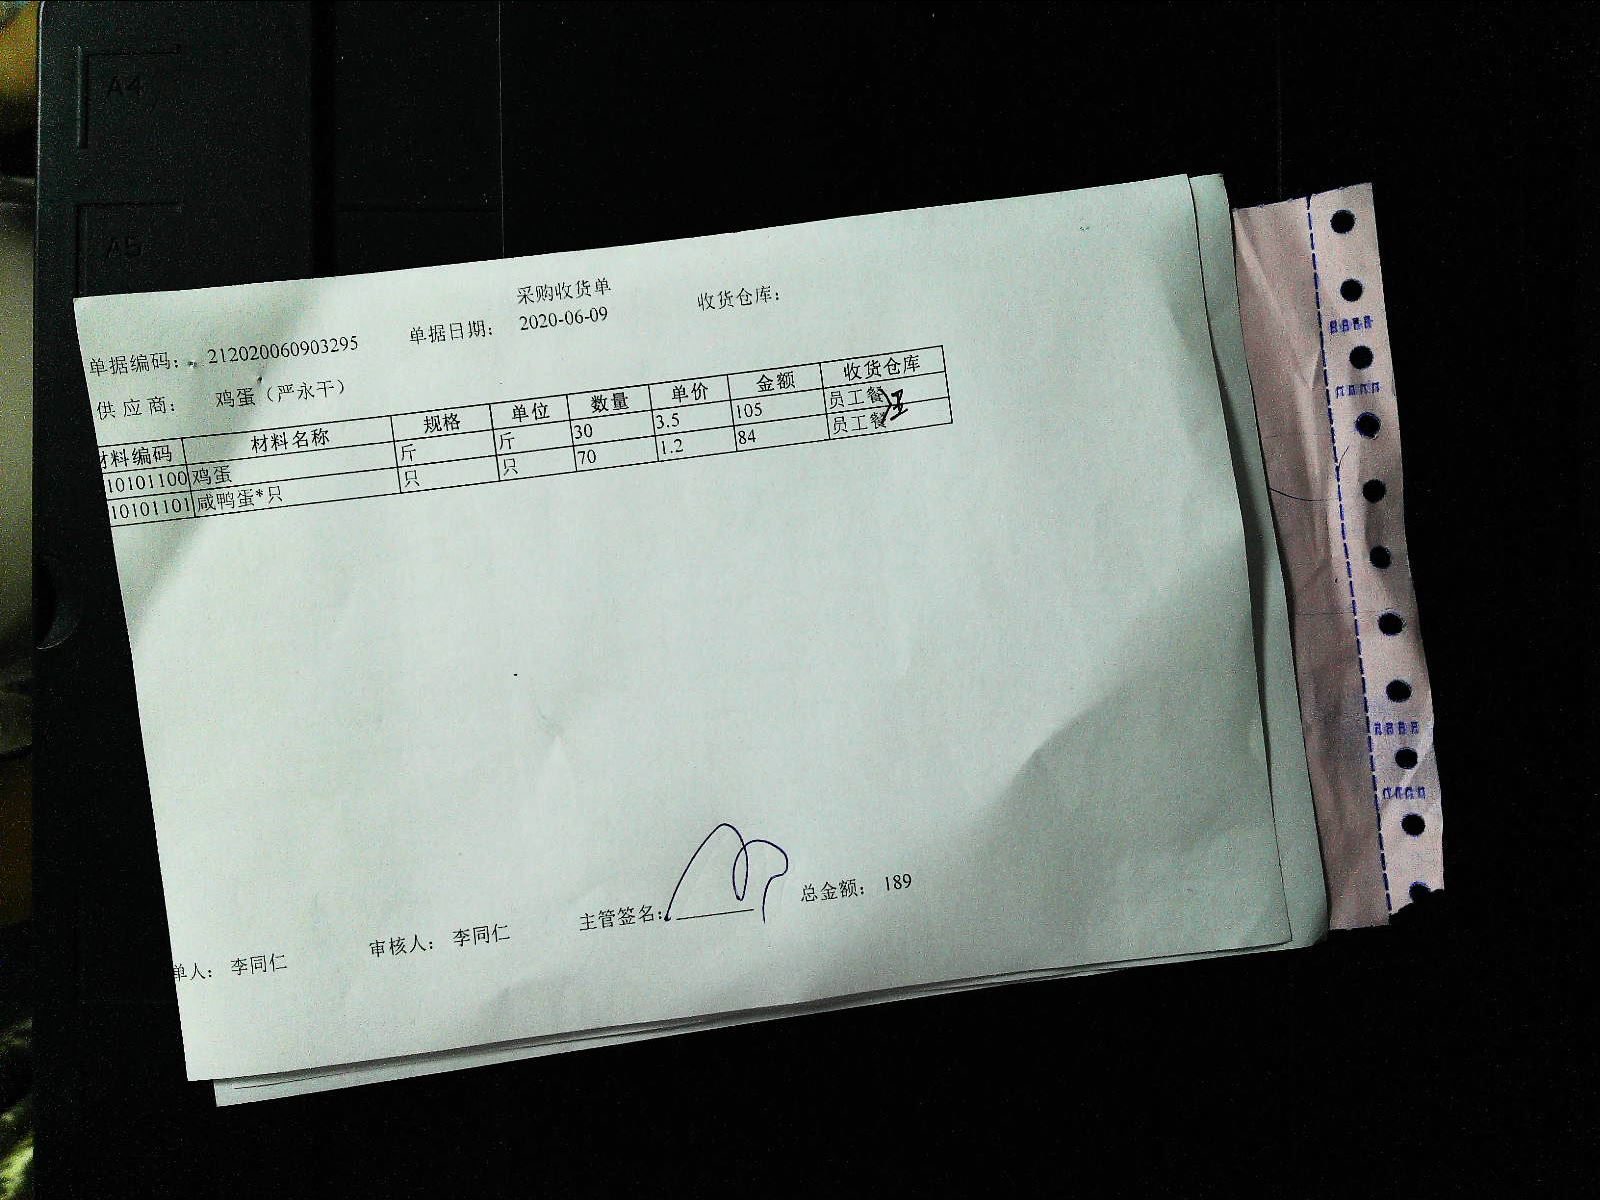 A4
A5
采购收货单
单据编码： 212020060903295 单据日期： 2020-06-09 收货仓库：
供应商： 鸡蛋（严永干）
材料编码 材料名称 规格 单位 数量 单价 金额 收货仓库
10101100 鸡蛋 斤 斤 30 3.5 105 员工餐
10101101 咸鸭蛋*只 只 只 70 1.2 84 员工餐
单人： 李同仁 审核人： 李同仁 主管签名： 总金额： 189